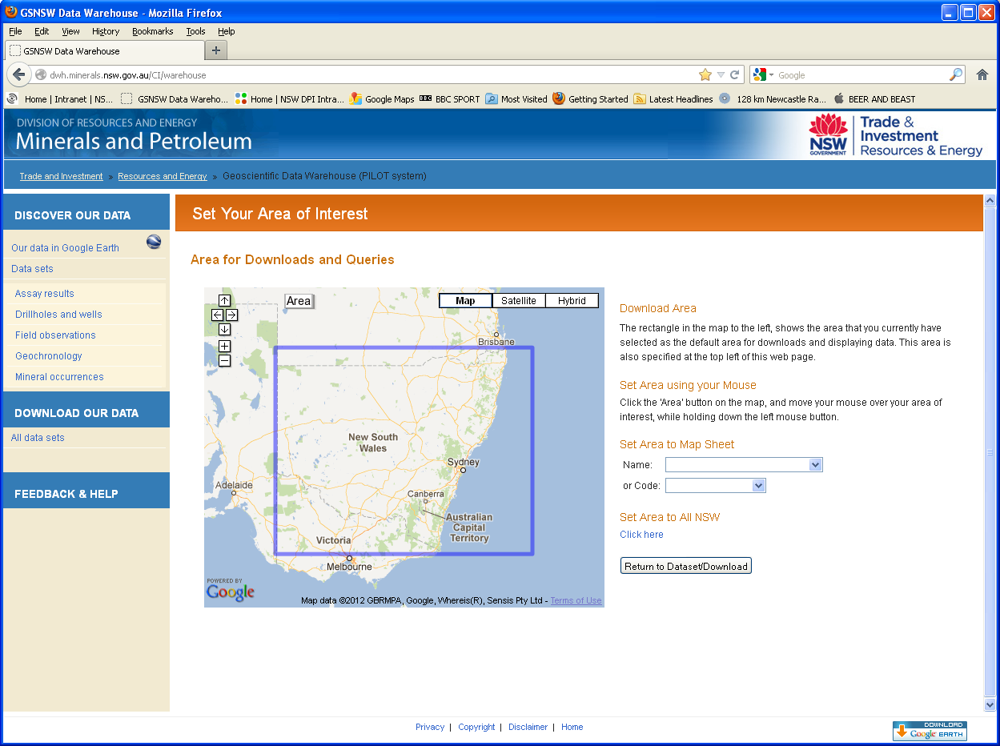 GSNSW Data Warehouse - Mozilla Firefox
File Edit View History Bookmarks Tools Help
GSNSW Data Warehouse
dwh.minerals.nsw.gov.au/CI/warehouse
Google
Home | Intranet | NS...
GSNSW Data Wareho...
Home | NSW DPI Intra...
Google Maps
BBC SPORT
Most Visited
Getting Started
Latest Headlines
128 km Newcastle Ra...
BEER AND BEAST
DIVISION OF RESOURCES AND ENERGY
Minerals and Petroleum
NSW
GOVERNMENT
Trade &
Investment
Resources & Energy
Trade and Investment » Resources and Energy » Geoscientific Data Warehouse (PILOT system)
DISCOVER OUR DATA
Our data in Google Earth
Data sets
Assay results
Drillholes and wells
Field observations
Geochronology
Mineral occurrences
DOWNLOAD OUR DATA
All data sets
FEEDBACK & HELP
Set Your Area of Interest
Area for Downloads and Queries
Area
Map
Satellite
Hybrid
Brisbane
New South
Wales
Sydney
Adelaide
Canberra
Australian
Capital
Territory
Victoria
Melbourne
POWERED BY
Google
Map data ©2012 GBRMPA, Google, Whereis(R), Sensis Pty Ltd - Terms of Use
Download Area
The rectangle in the map to the left, shows the area that you currently have
selected as the default area for downloads and displaying data. This area is
also specified at the top left of this web page.
Set Area using your Mouse
Click the 'Area' button on the map, and move your mouse over your area of
interest, while holding down the left mouse button.
Set Area to Map Sheet
Name:
or Code:
Set Area to All NSW
Click here
Return to Dataset/Download
Privacy | Copyright | Disclaimer | Home
DOWNLOAD
Google EARTH